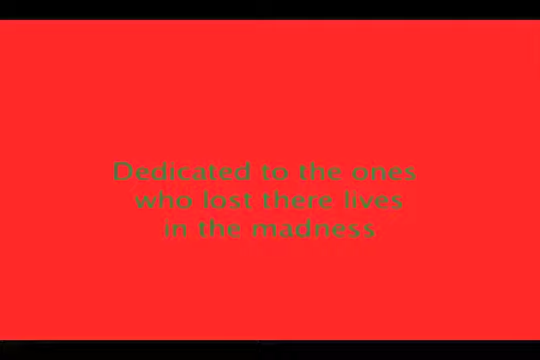 Dedicated to the ones
who lost there lives
in the madness